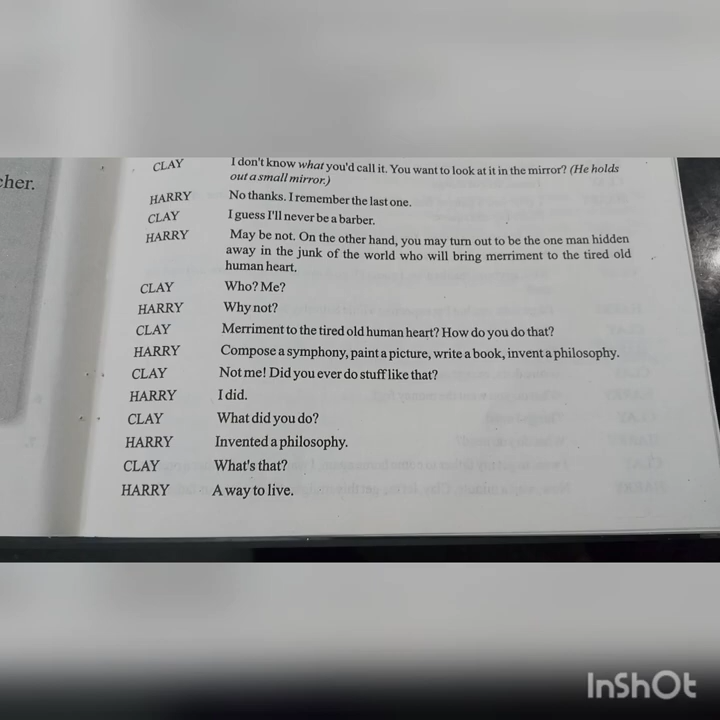 cher.
CLAY I don't know what you'd call it. You want to look at it in the mirror? (He holds
out a small mirror.)
HARRY No thanks. I remember the last one.
CLAY I guess I'll never be a barber.
HARRY May be not. On the other hand, you may turn out to be the one man hidden
away in the junk of the world who will bring merriment to the tired old
human heart.
CLAY Who? Me?
HARRY Why not?
CLAY Merriment to the tired old human heart? How do you do that?
HARRY Compose a symphony, paint a picture, write a book, invent a philosophy.
CLAY Not me! Did you ever do stuff like that?
HARRY I did.
CLAY What did you do?
HARRY Invented a philosophy.
CLAY What's that?
HARRY A way to live.
InShOt